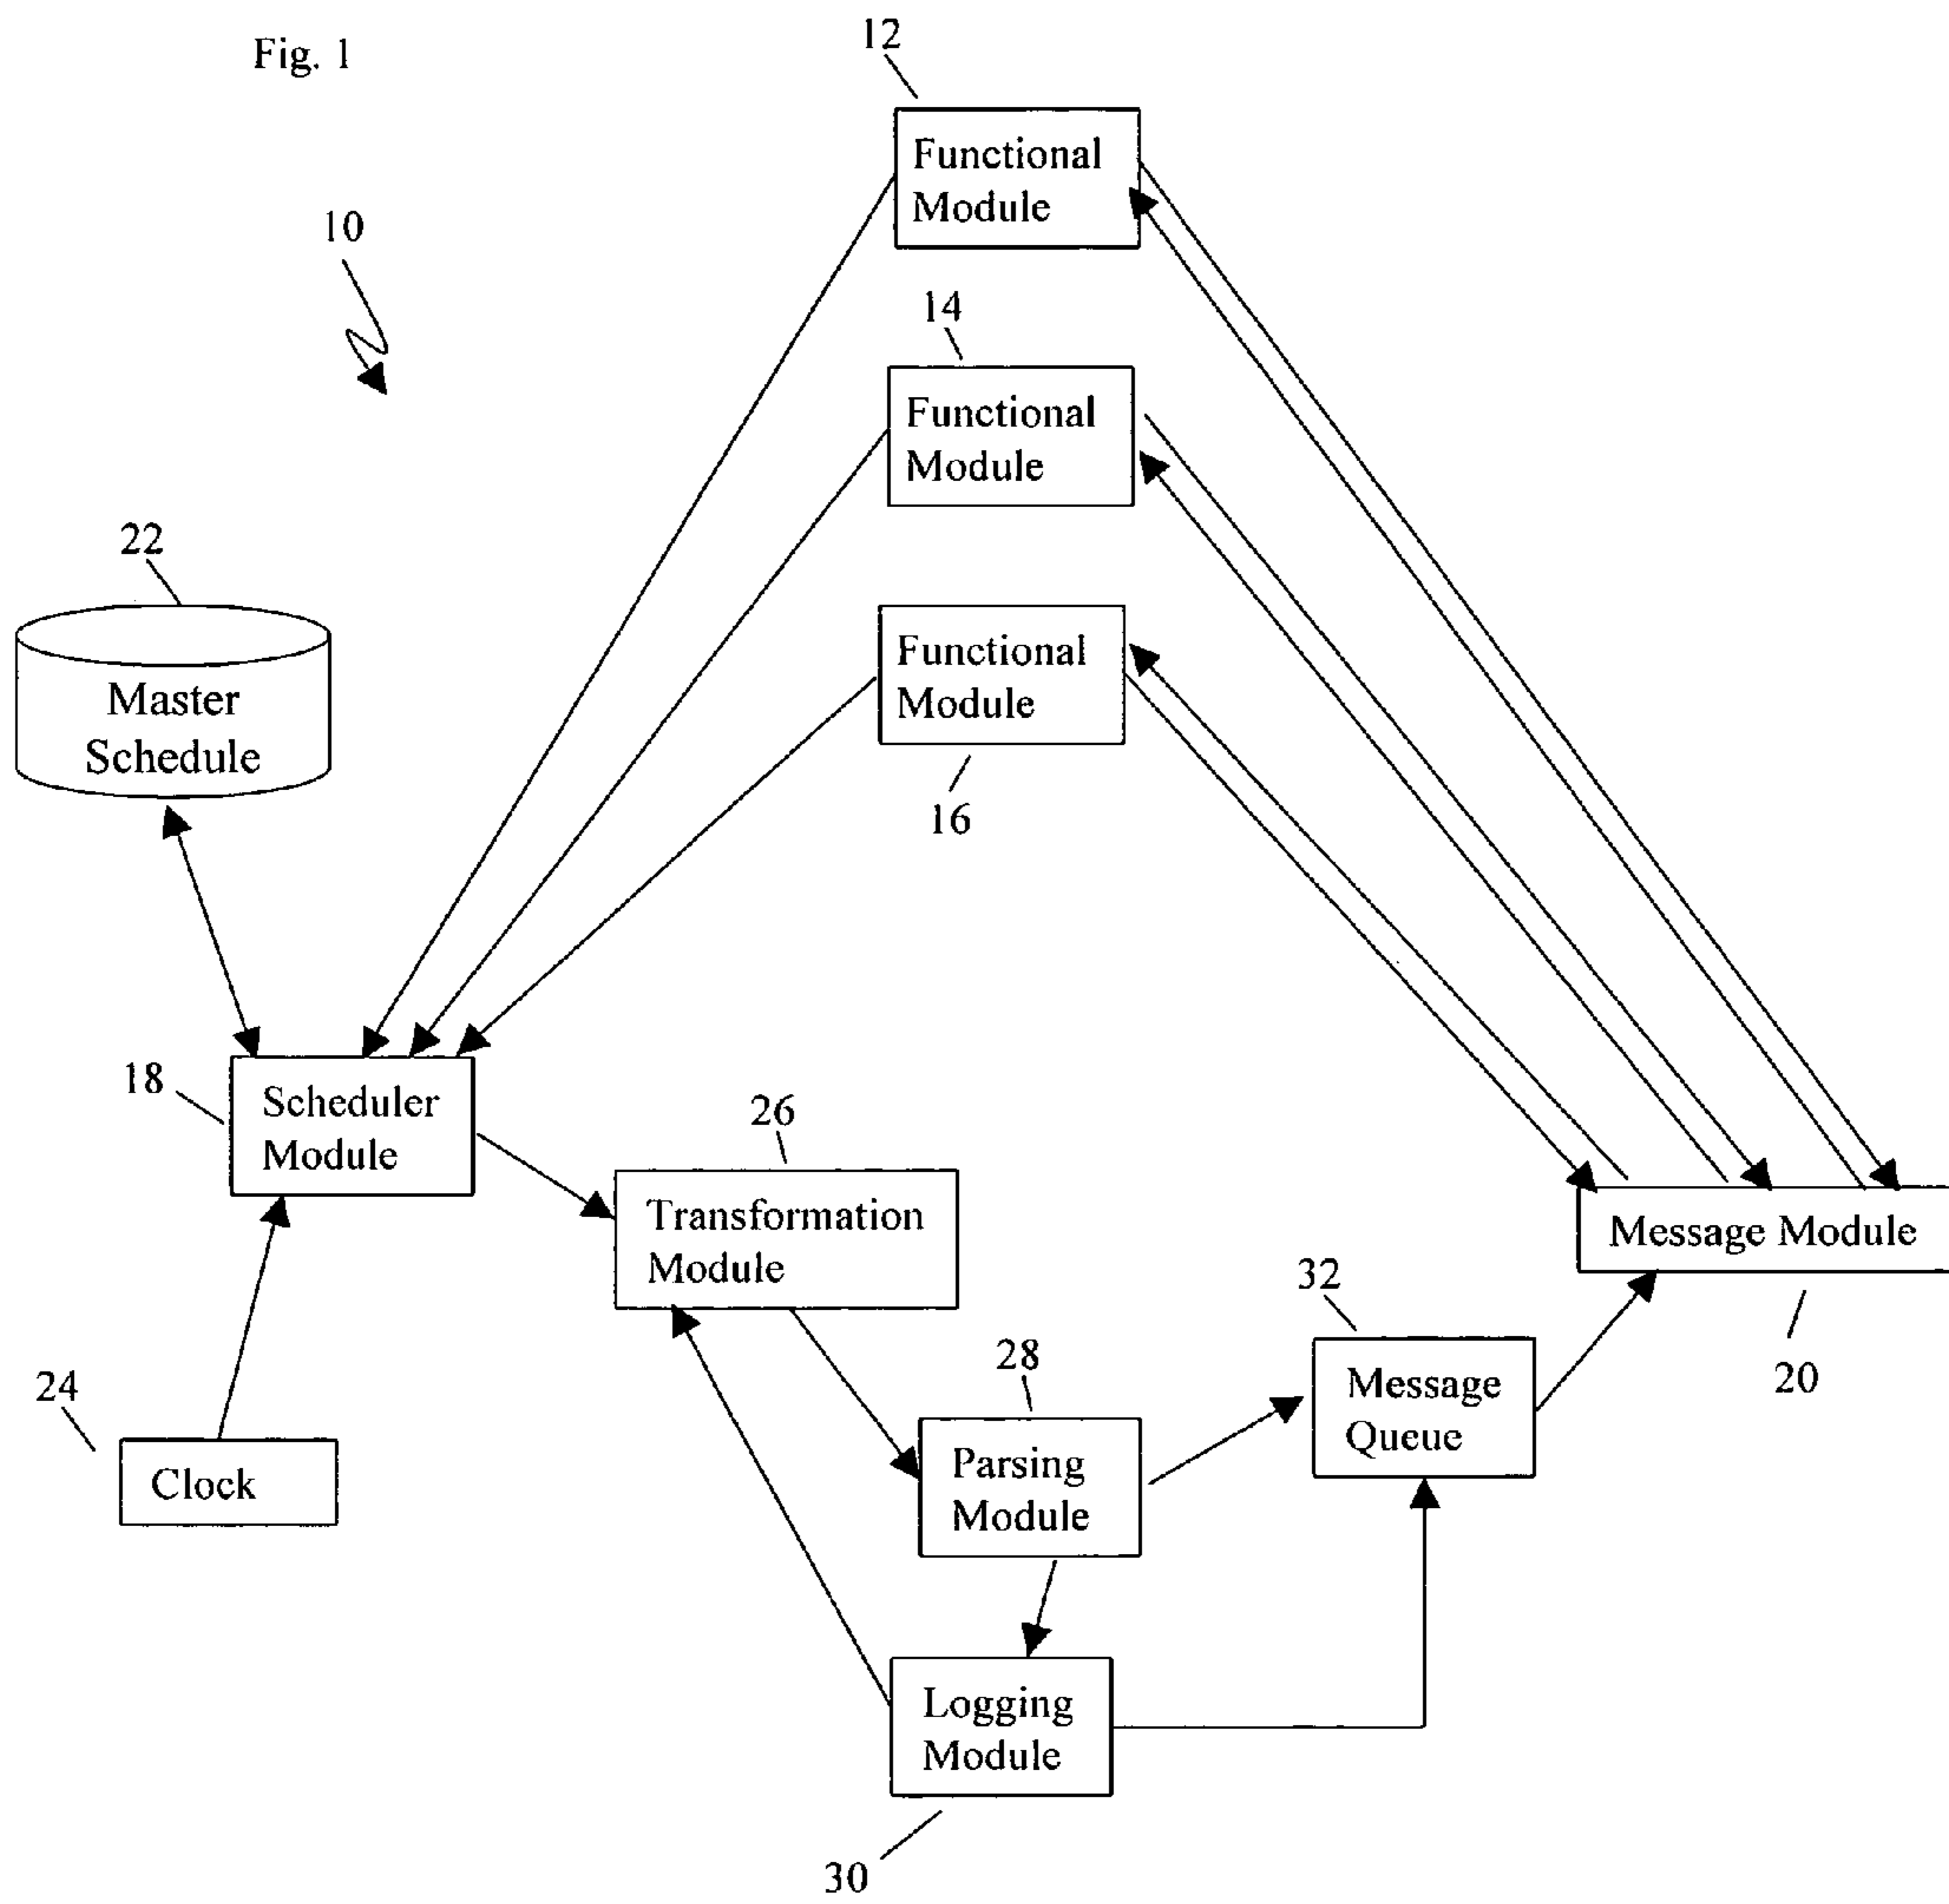 Fig. 1
12
Functional
Module
10
14
Functional
Module
22
Master
Schedule
Functional
Module
16
18
Scheduler
Module
26
Transformation
Module
Message Module
20
32
Message
Queue
24
Clock
28
Parsing
Module
Logging
Module
30